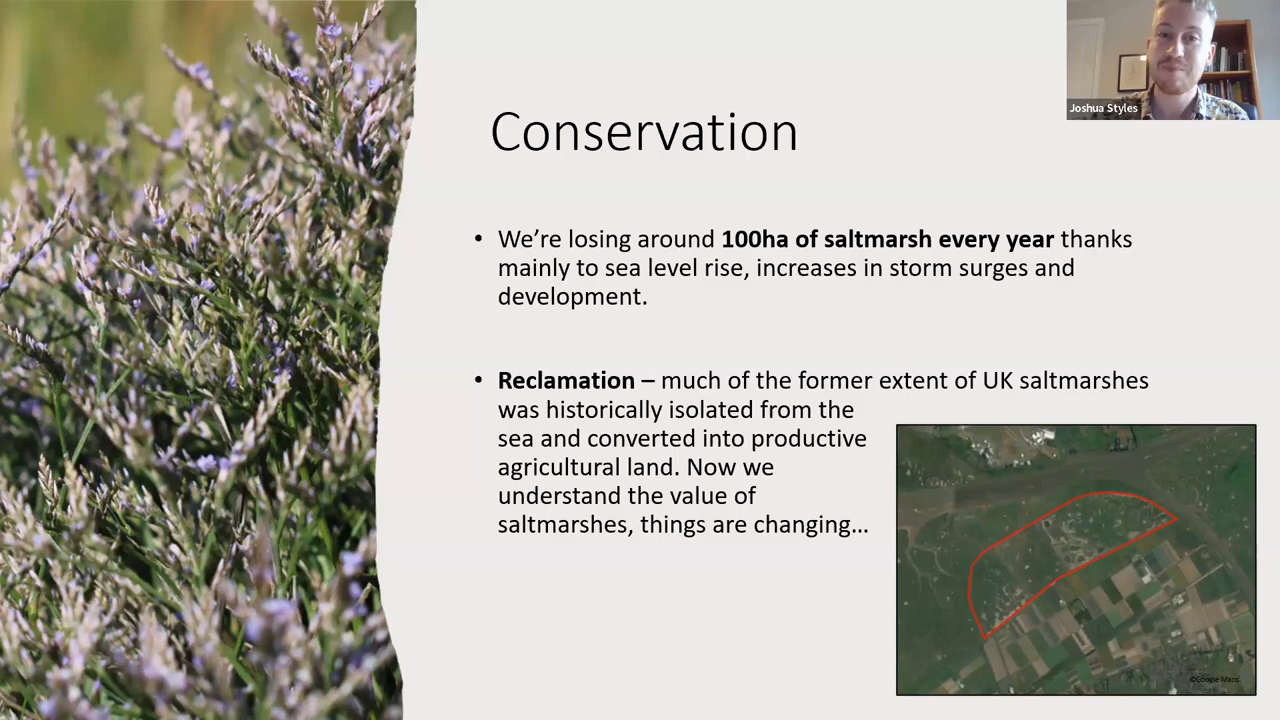 Joshua Styles
Conservation
• We’re losing around 100ha of saltmarsh every year thanks
mainly to sea level rise, increases in storm surges and
development.
• Reclamation – much of the former extent of UK saltmarshes
was historically isolated from the
sea and converted into productive
agricultural land. Now we
understand the value of
saltmarshes, things are changing…
©Google Maps